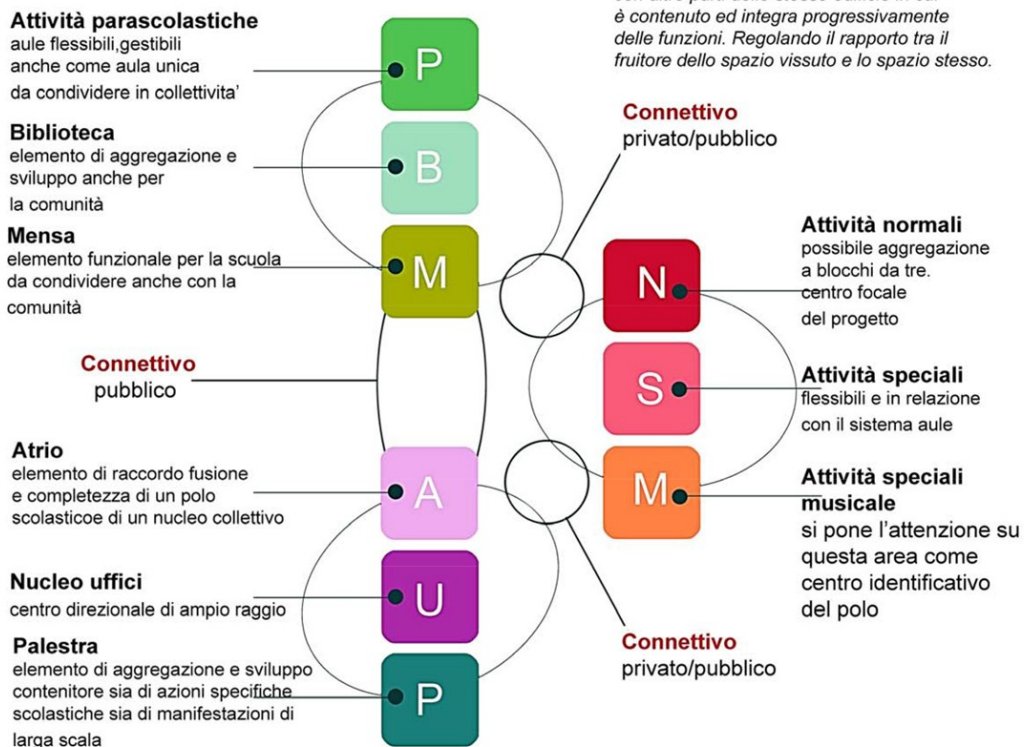 Attività parascolastiche
aule flessibili,gestibili
anche come aula unica
da condividere in collettivita'
Biblioteca
elemento di aggregazione e
sviluppo anche per
la comunità
Mensa
elemento funzionale per la scuola
da condividere anche con la
comunità
Connettivo
pubblico
Atrio
elemento di raccordo fusione
e completezza di un polo
scolasticoe di un nucleo collettivo
Nucleo uffici
centro direzionale di ampio raggio
Palestra
elemento di aggregazione e sviluppo
contenitore sia di azioni specifiche
scolastiche sia di manifestazioni di
larga scala
P
B
M
A
U
P
è contenuto ed integra progressivamente
delle funzioni. Regolando il rapporto tra il
fruitore dello spazio vissuto e lo spazio stesso.
Connettivo
privato/pubblico
N
S
M
Attività normali
possibile aggregazione
a blocchi da tre.
centro focale
del progetto
Attività speciali
flessibili e in relazione
con il sistema aule
Attività speciali
musicale
si pone l'attenzione su
questa area come
centro identificativo
del polo
Connettivo
privato/pubblico